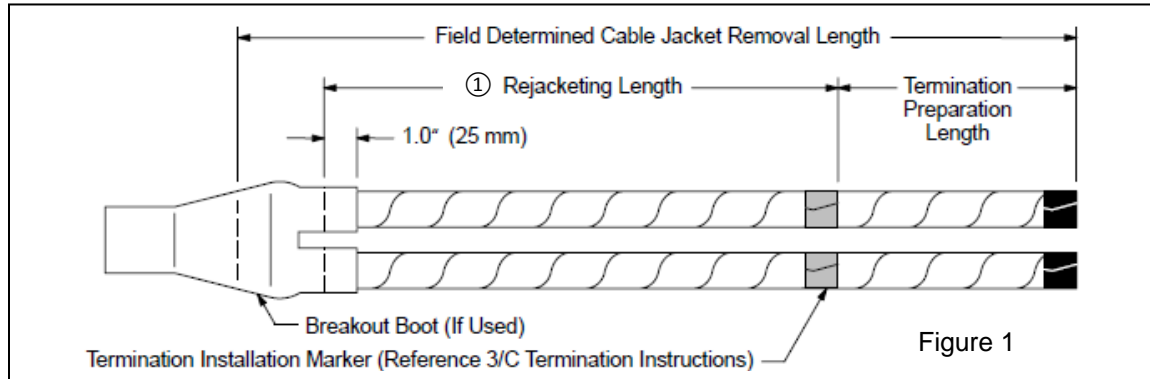 Field Determined Cable Jacket Removal Length
① Rejacketing Length
Termination
Preparation
Length
1.0" (25 mm)
Breakout Boot (If Used)
Termination Installation Marker (Reference 3/C Termination Instructions)
Figure 1